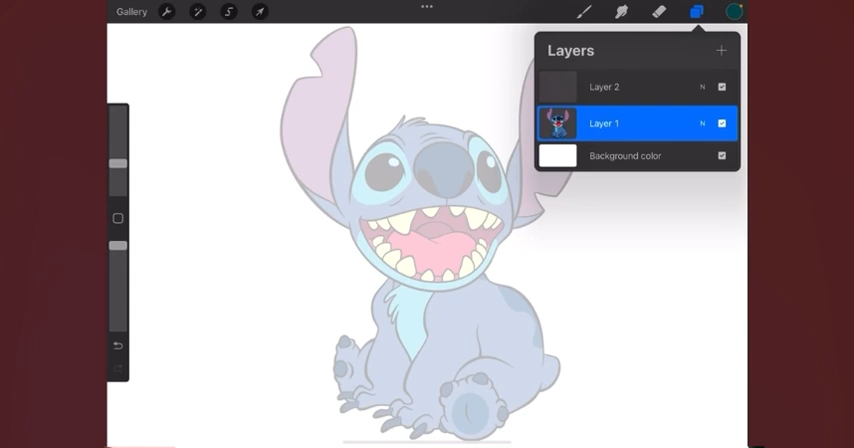 Gallery
Layers
Layer 2 N
Layer 1 N
Background color